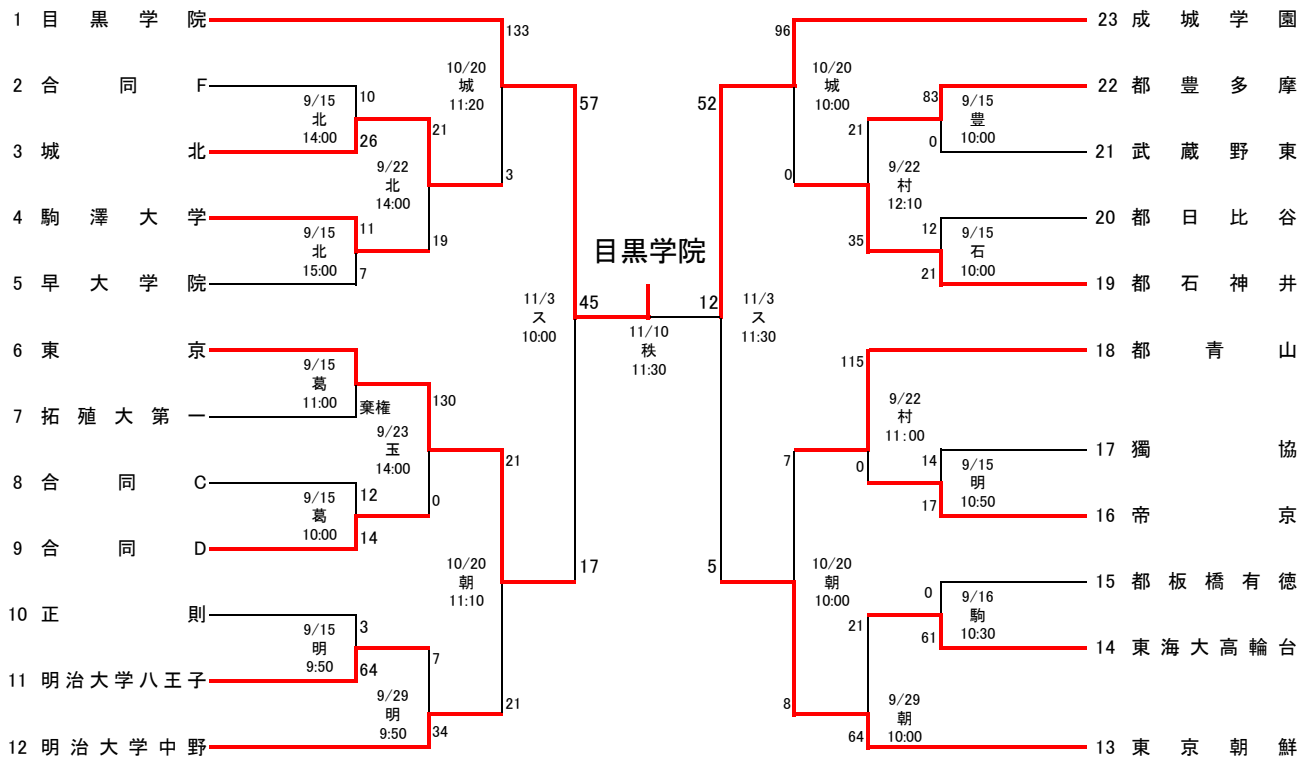 1 目黒学院
2 合同F
3 城北
4 駒澤大学
5 早大学院
6 東京
7 拓殖大第一
8 合同C
9 合同D
10 正則
11 明治大学八王子
12 明治大学中野
9/15
北
14:00
10
26
9/15
北
15:00
11
7
9/15
葛
11:00
棄権
9/15
葛
10:00
12
14
9/15
明
9:50
3
64
9/22
北
14:00
21
19
9/23
玉
14:00
130
0
9/29
明
9:50
7
34
10/20
城
11:20
133
3
10/20
朝
11:10
21
21
11/3
ス
10:00
57
17
目黒学院
45
12
11/10
秩
11:30
11/3
ス
11:30
52
5
10/20
城
10:00
96
0
10/20
朝
10:00
7
8
9/22
村
12:10
21
35
9/22
村
11:00
115
0
9/29
朝
10:00
21
64
9/15
豊
10:00
83
0
9/15
石
10:00
12
21
9/15
明
10:50
14
17
9/16
駒
10:30
0
61
23 成城学園
22 都豊多摩
21 武蔵野東
20 都日比谷
19 都石神井
18 都青山
17 獨協
16 帝京
15 都板橋有徳
14 東海大高輪台
13 東京朝鮮